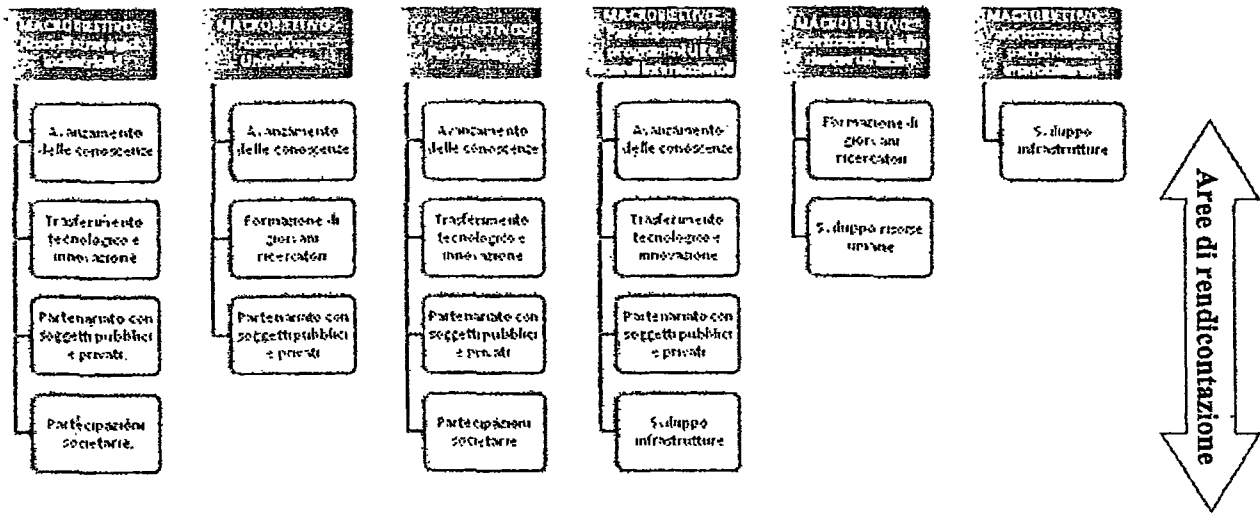 MACROBIETTIVO
Avanzamento
delle conoscenze
Trasferimento
tecnologico e
innovazione
Partenariato con
soggetti pubblici
e privati.
Partecipazioni
societarie.
MACROBIETTIVO
Avanzamento
delle conoscenze
Formazione di
giovani
ricercatori
Partenariato con
soggetti pubblici
e privati
MACROBIETTIVO
Avanzamento
delle conoscenze
Trasferimento
tecnologico e
innovazione
Partenariato con
soggetti pubblici
e privati
Partecipazioni
societarie
MACROBIETTIVO
Avanzamento
delle conoscenze
Trasferimento
tecnologico e
innovazione
Partenariato con
soggetti pubblici
e privati
Sviluppo
infrastrutture
MACROBIETTIVO
Formazione di
giovani
ricercatori
Sviluppo risorse
umane
MACROBIETTIVO
Sviluppo
infrastrutture
Aree di rendicontazione